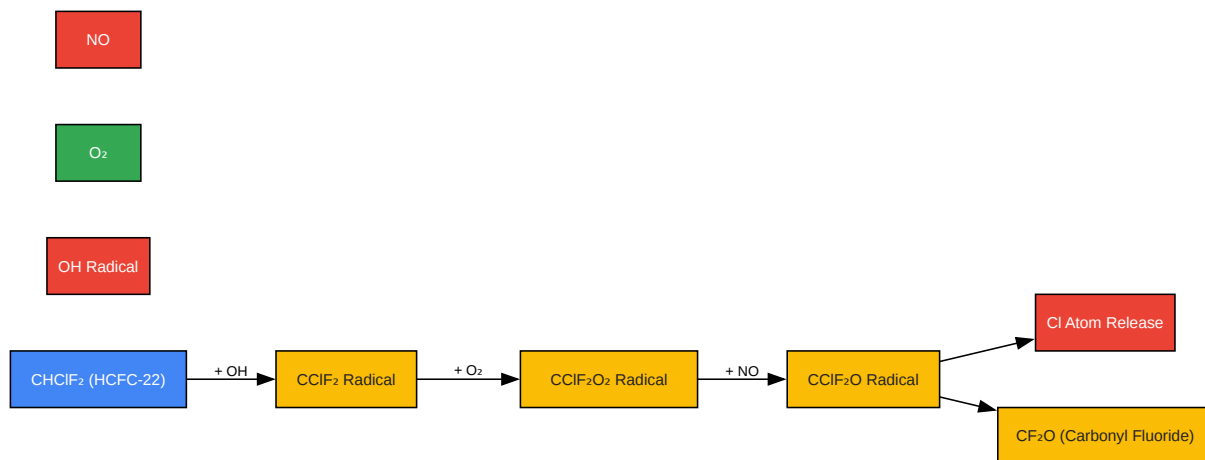 NO
O₂
OH Radical
Cl Atom Release
CHClF₂ (HCFC-22)
+ OH
CClF₂ Radical
+ O₂
CClF₂O₂ Radical
+ NO
CClF₂O Radical
CF₂O (Carbonyl Fluoride)